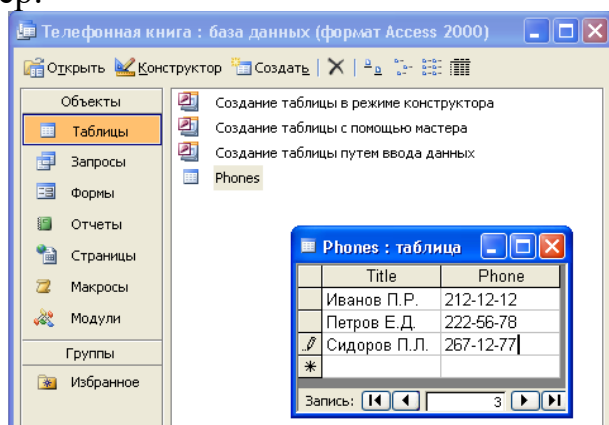 ер.
Телефонная книга : база данных (формат Access 2000)
Открыть Конструктор Создать
Объекты
Таблицы
Запросы
Формы
Отчеты
Страницы
Макросы
Модули
Группы
Избранное
Создание таблицы в режиме конструктора
Создание таблицы с помощью мастера
Создание таблицы путем ввода данных
Phones
Phones : таблица
Title Phone
Иванов П.Р. 212-12-12
Петров Е.Д. 222-56-78
Сидоров П.Л. 267-12-77
Запись: 3